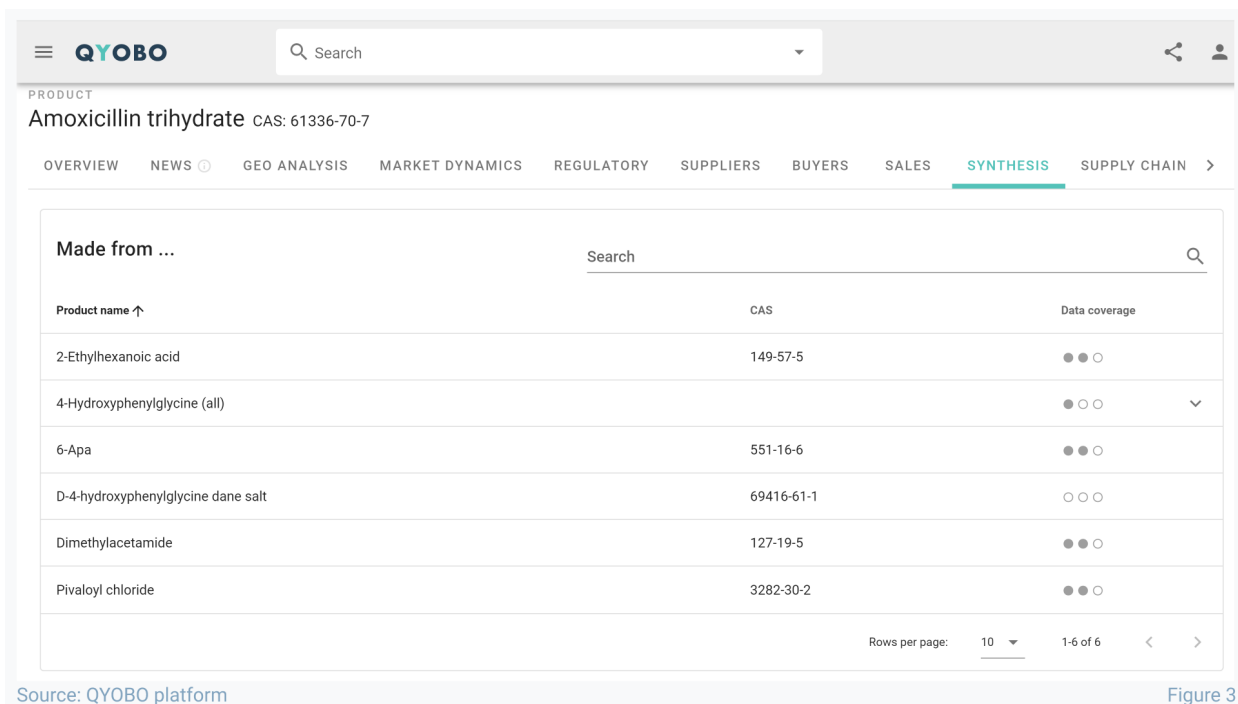 QYOBO Search
PRODUCT
Amoxicillin trihydrate CAS: 61336-70-7
OVERVIEW NEWS GEO ANALYSIS MARKET DYNAMICS REGULATORY SUPPLIERS BUYERS SALES SYNTHESIS SUPPLY CHAIN
Made from ... Search
Product name CAS Data coverage
2-Ethylhexanoic acid 149-57-5
4-Hydroxyphenylglycine (all)
6-Apa 551-16-6
D-4-hydroxyphenylglycine dane salt 69416-61-1
Dimethylacetamide 127-19-5
Pivaloyl chloride 3282-30-2
Rows per page: 10 1-6 of 6
Source: QYOBO platform Figure 3